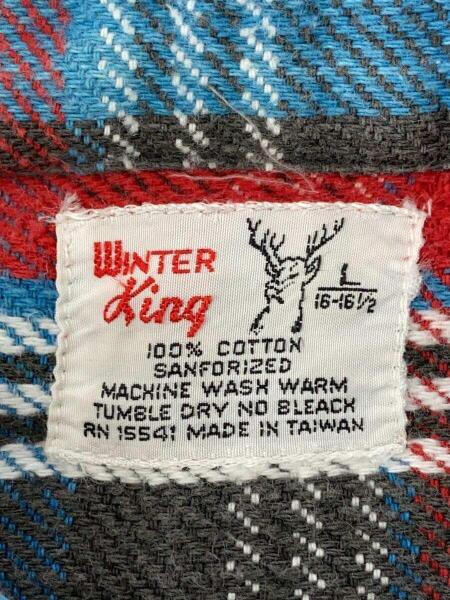 WINTER
King
L
16-16½
100% COTTON
SANFORIZED
MACHINE WASH WARM
TUMBLE DRY NO BLEACH
RN 15541 MADE IN TAIWAN